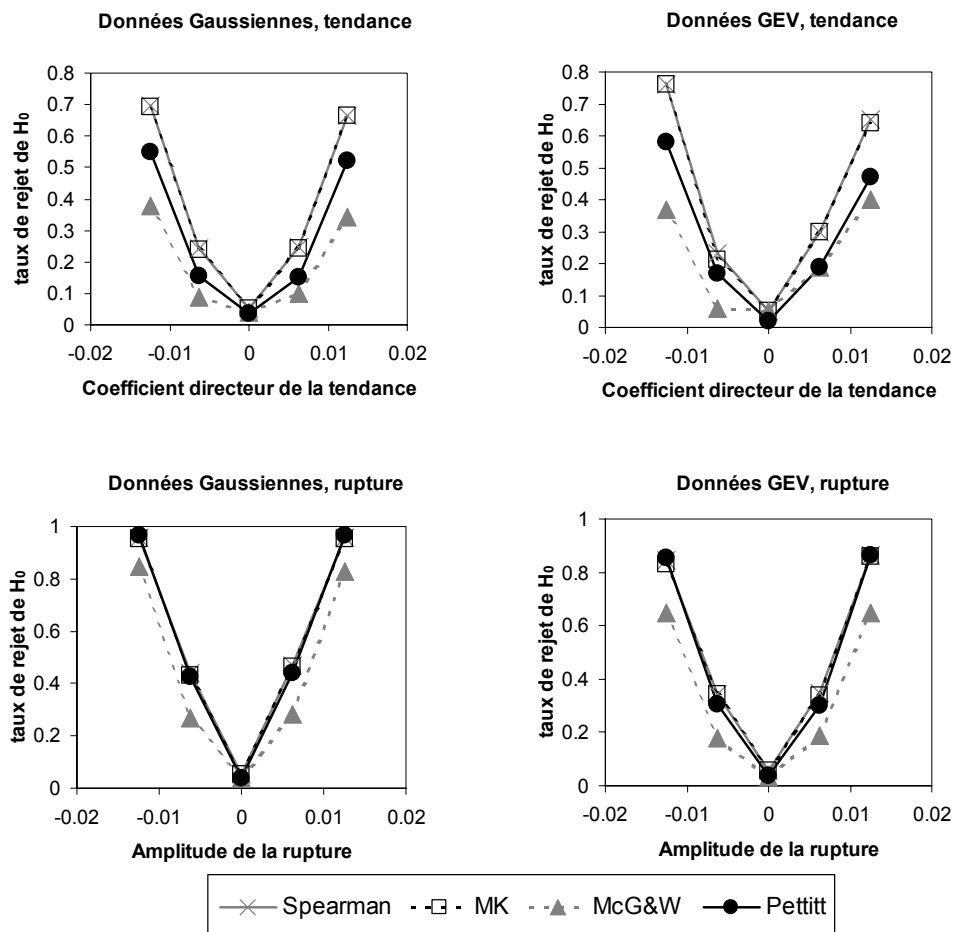 Données Gaussiennes, tendance
taux de rejet de H0
0.8
0.7
0.6
0.5
0.4
0.3
0.2
0.1
0
-0.02 -0.01 0 0.01 0.02
Coefficient directeur de la tendance
Données GEV, tendance
taux de rejet de H0
0.8
0.7
0.6
0.5
0.4
0.3
0.2
0.1
0
-0.02 -0.01 0 0.01 0.02
Coefficient directeur de la tendance
Données Gaussiennes, rupture
taux de rejet de H0
1
0.8
0.6
0.4
0.2
0
-0.02 -0.01 0 0.01 0.02
Amplitude de la rupture
Données GEV, rupture
taux de rejet de H0
1
0.8
0.6
0.4
0.2
0
-0.02 -0.01 0 0.01 0.02
Amplitude de la rupture
Spearman MK McG&W Pettitt